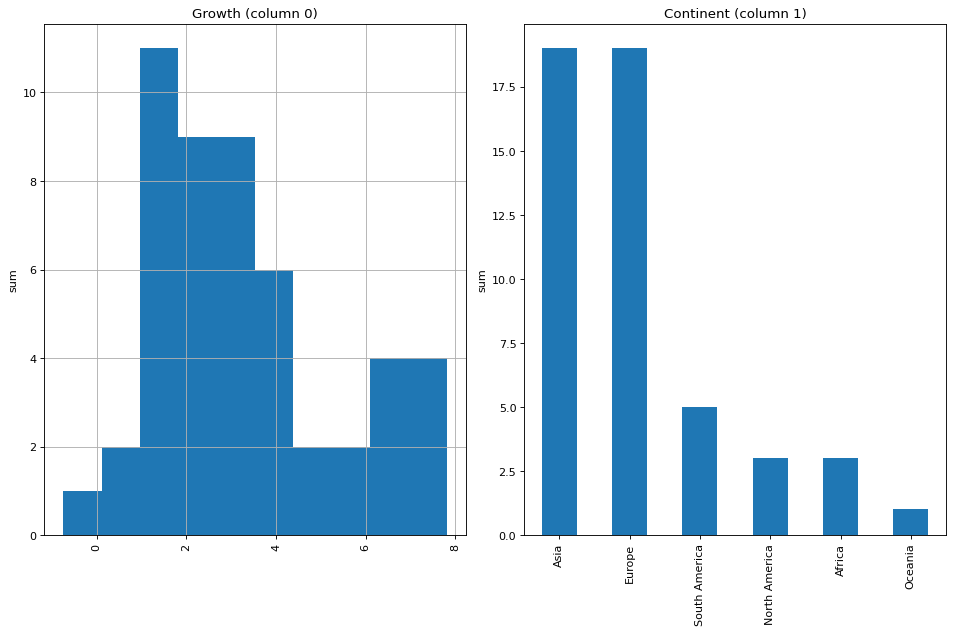 Growth (column 0)
sum
10
8
6
4
2
0
0
2
4
6
8
Continent (column 1)
sum
17.5
15.0
12.5
10.0
7.5
5.0
2.5
0.0
Asia
Europe
South America
North America
Africa
Oceania